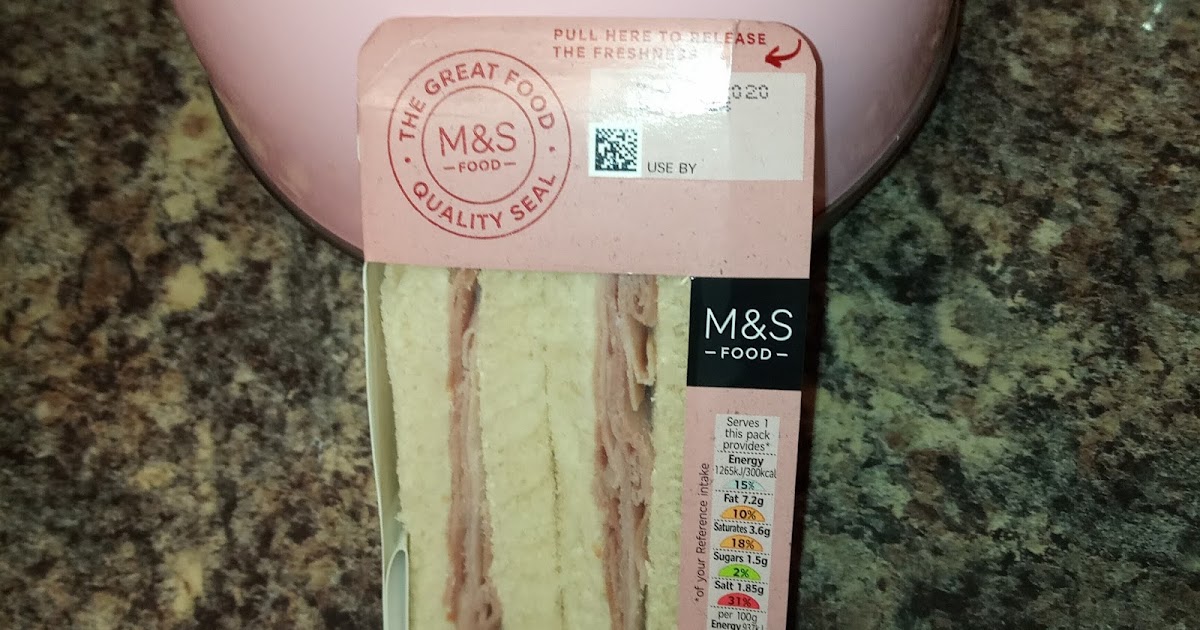 PULL HERE TO RELEASE
THE FRESHNESS
THE GREAT FOOD
M&S
FOOD
QUALITY SEAL
USE BY
M&S
FOOD
Serves 1
this pack
provides*
Energy
1265kJ/300kcal
15%
Fat 7.2g
10%
Saturates 3.6g
18%
Sugars 1.5g
2%
Salt 1.85g
31%
per 100g
*of your Reference intake